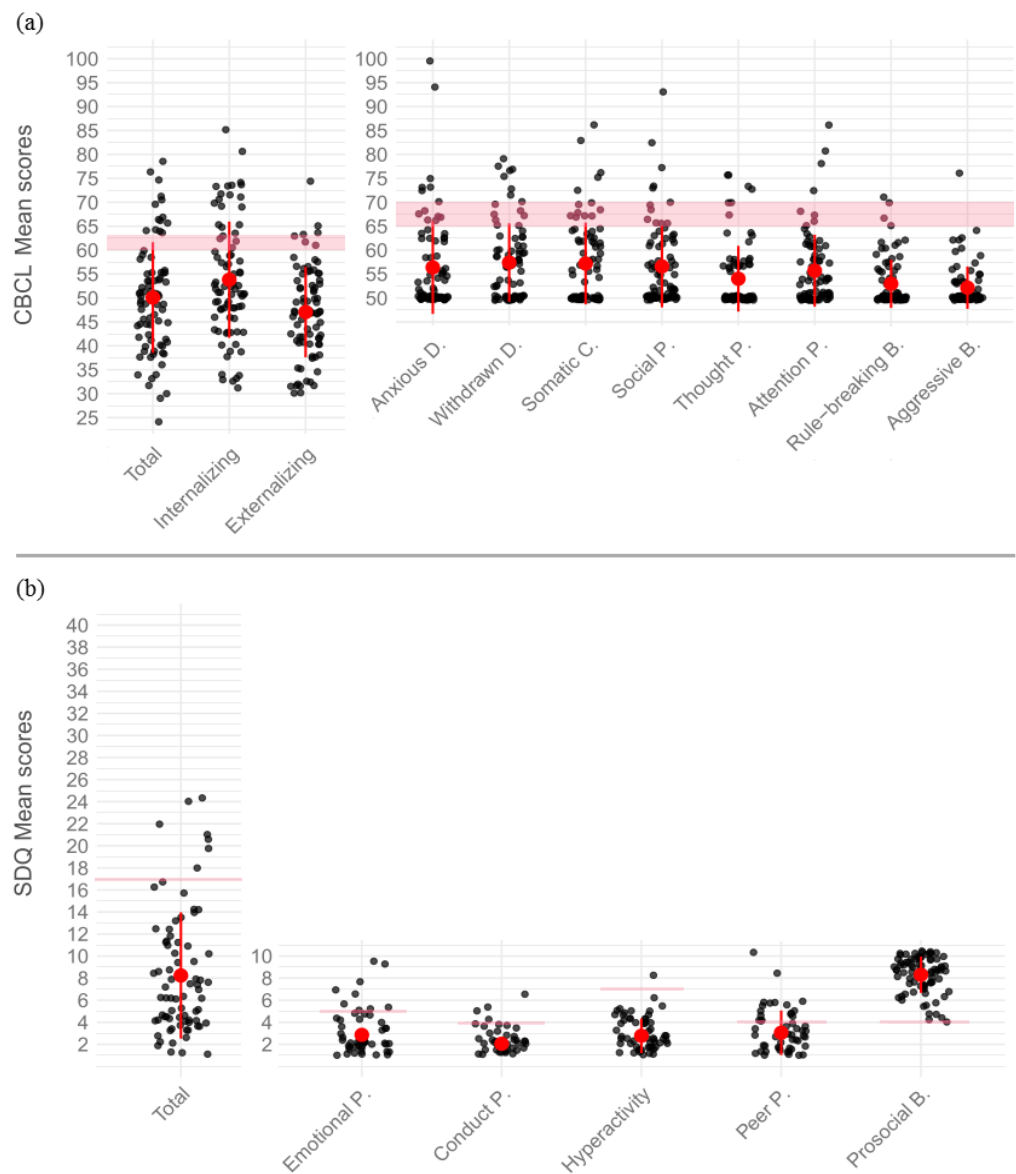 (a)
CBCL Mean scores
100
95
90
85
80
75
70
65
60
55
50
45
40
35
30
25
Total
Internalizing
Externalizing
100
95
90
85
80
75
70
65
60
55
50
Anxious D.
Withdrawn D.
Somatic C.
Social P.
Thought P.
Attention P.
Rule-breaking B.
Aggressive B.
(b)
SDQ Mean scores
40
38
36
34
32
30
28
26
24
22
20
18
16
14
12
10
8
6
4
2
Total
10
8
6
4
2
Emotional P.
Conduct P.
Hyperactivity
Peer P.
Prosocial B.